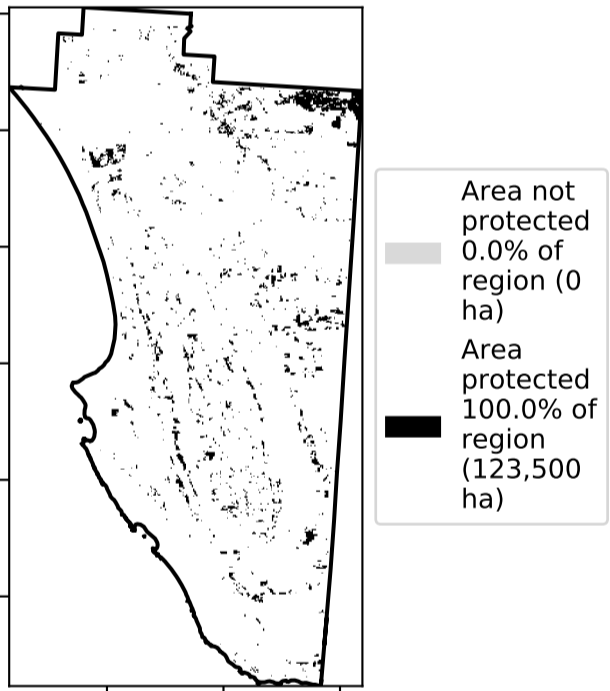 Area not
protected
0.0% of
region (0
ha)
Area
protected
100.0% of
region
(123,500
ha)